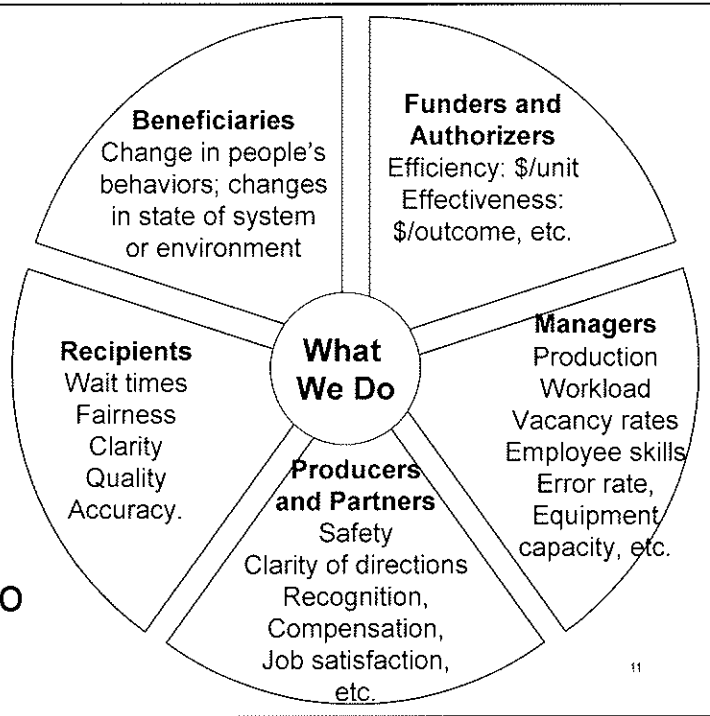 Beneficiaries
Change in people's
behaviors; changes
in state of system
or environment
Funders and
Authorizers
Efficiency: $/unit
Effectiveness:
$/outcome, etc.
Managers
Production
Workload
Vacancy rates
Employee skills
Error rate,
Equipment
capacity, etc.
Producers
and Partners
Safety
Clarity of directions
Recognition,
Compensation,
Job satisfaction,
etc.
Recipients
Wait times
Fairness
Clarity
Quality
Accuracy.
What
We Do
o
11